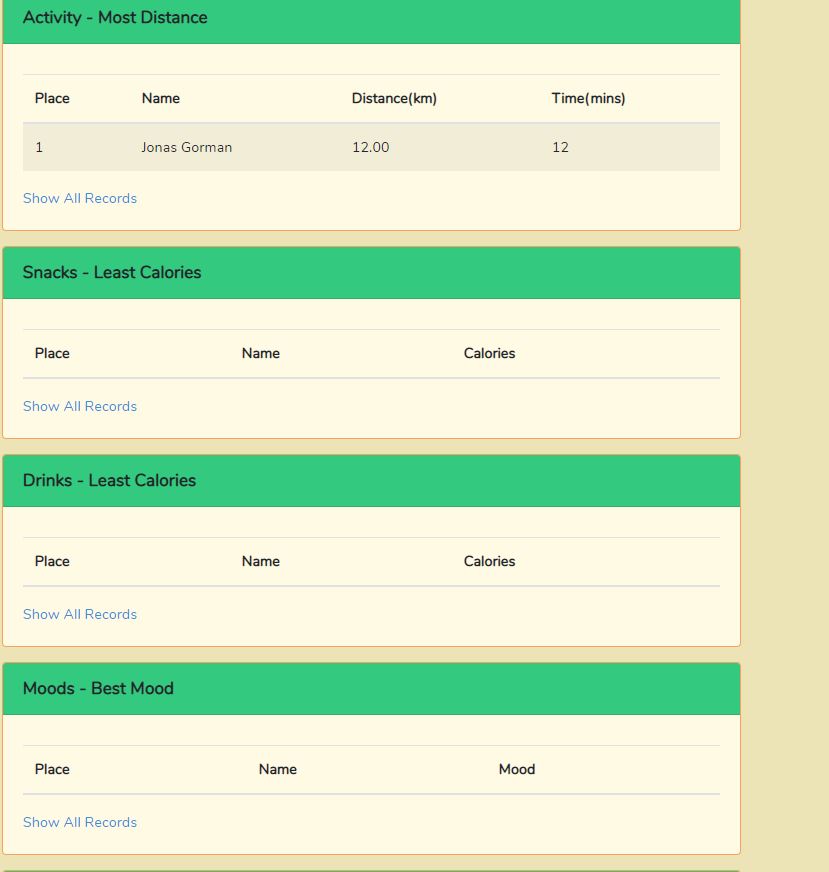 Activity - Most Distance
Place Name Distance(km) Time(mins)
1 Jonas Gorman 12.00 12
Show All Records
Snacks - Least Calories
Place Name Calories
Show All Records
Drinks - Least Calories
Place Name Calories
Show All Records
Moods - Best Mood
Place Name Mood
Show All Records